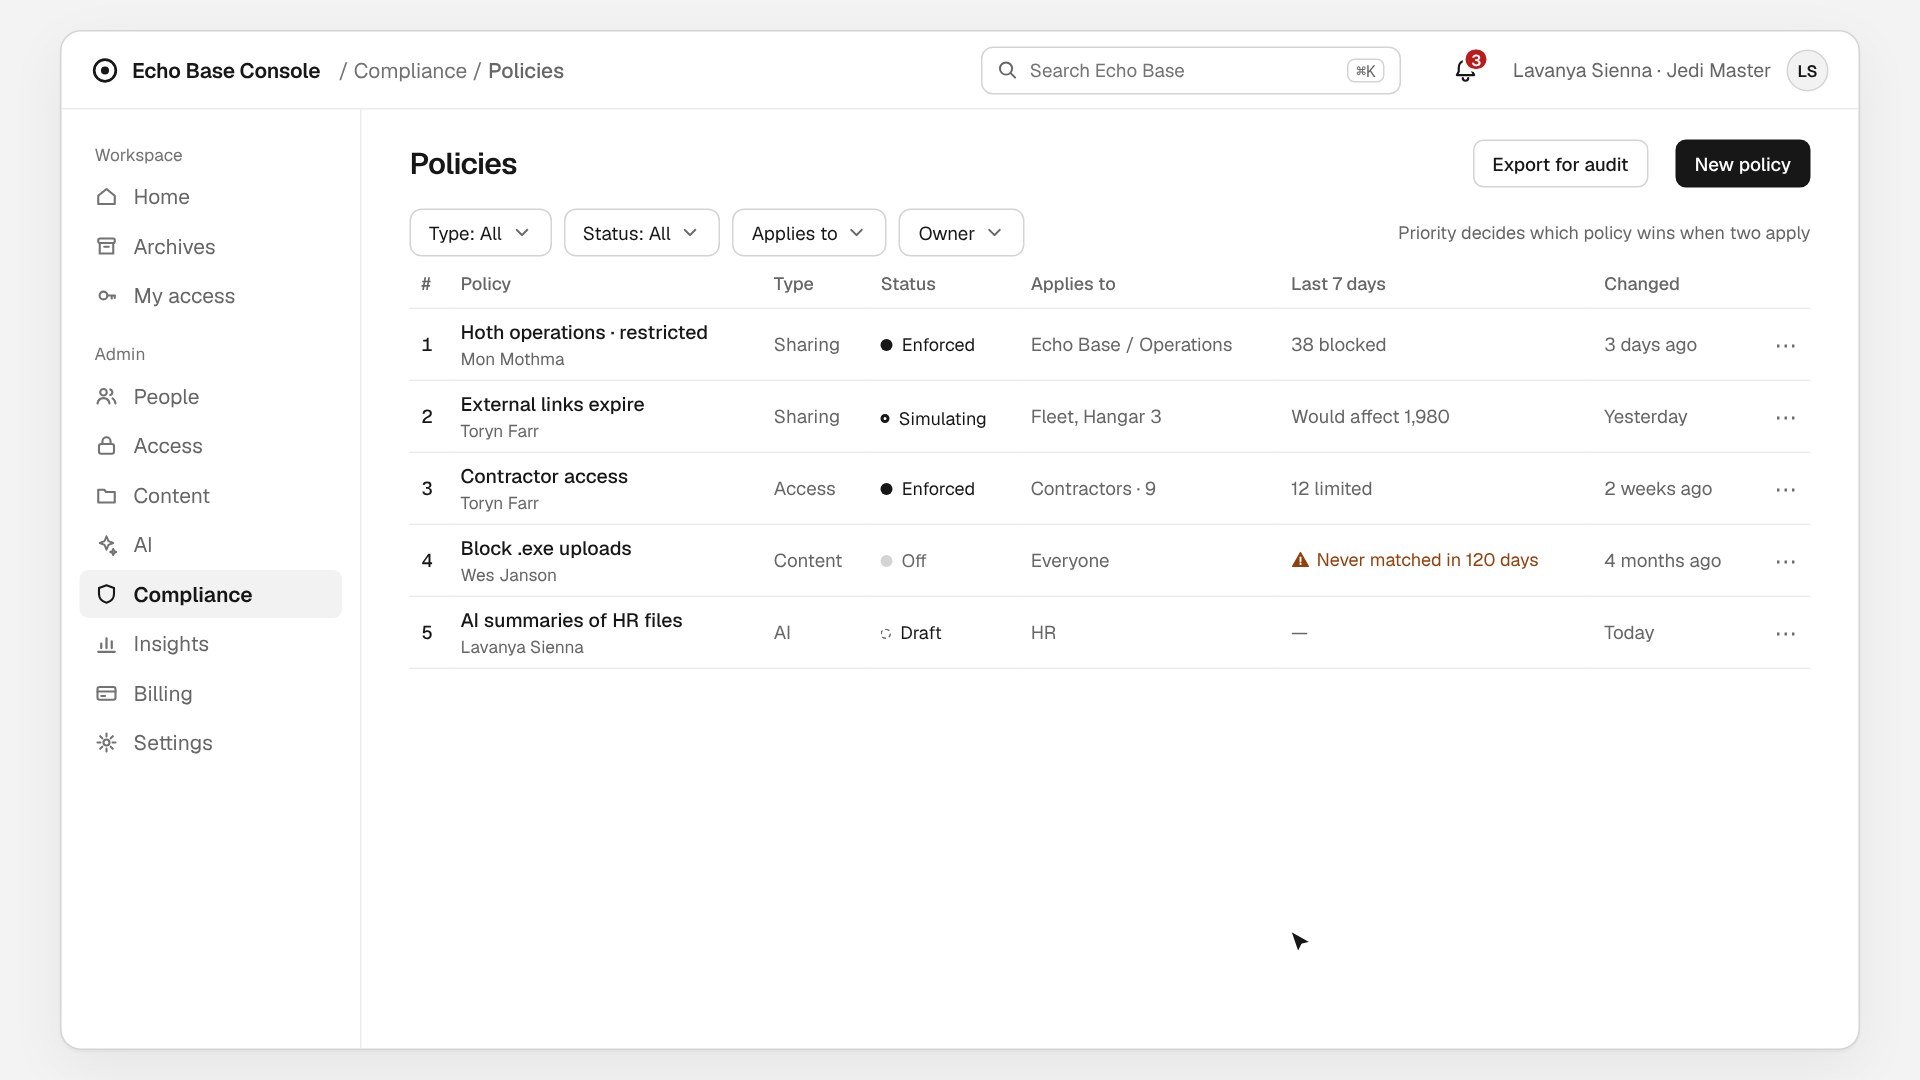 Echo Base Console / Compliance / Policies
Search Echo Base ⌘K
3
Lavanya Sienna · Jedi Master LS
Workspace
Home
Archives
My access
Admin
People
Access
Content
AI
Compliance
Insights
Billing
Settings
Policies
Export for audit
New policy
Type: All
Status: All
Applies to
Owner
Priority decides which policy wins when two apply
# Policy Type Status Applies to Last 7 days Changed
1 Hoth operations · restricted Sharing Enforced Echo Base / Operations 38 blocked 3 days ago ···
Mon Mothma
2 External links expire Sharing Simulating Fleet, Hangar 3 Would affect 1,980 Yesterday ···
Toryn Farr
3 Contractor access Access Enforced Contractors · 9 12 limited 2 weeks ago ···
Toryn Farr
4 Block .exe uploads Content Off Everyone Never matched in 120 days 4 months ago ···
Wes Janson
5 AI summaries of HR files AI Draft HR — Today ···
Lavanya Sienna